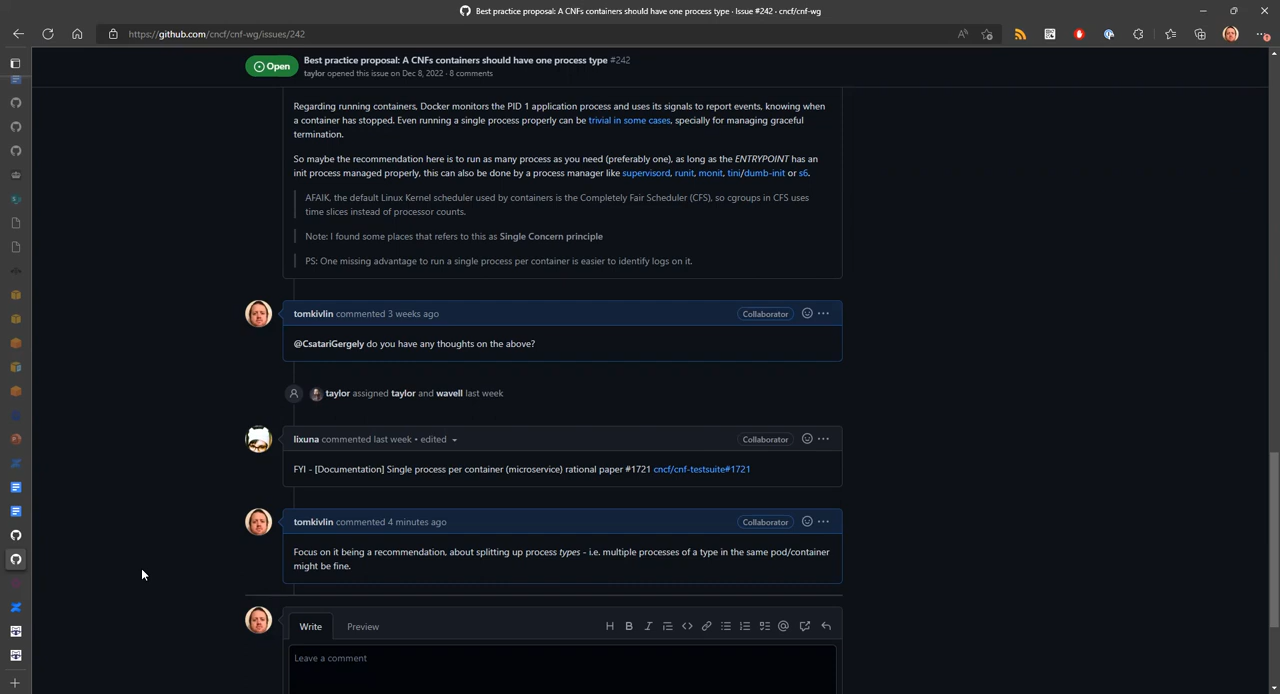 Best practice proposal: A CNFs containers should have one process type · Issue #242 · cncf/cnf-wg
https://github.com/cncf/cnf-wg/issues/242
Open
Best practice proposal: A CNFs containers should have one process type #242
taylor opened this issue on Dec 8, 2022 · 8 comments
Regarding running containers, Docker monitors the PID 1 application process and uses its signals to report events, knowing when
a container has stopped. Even running a single process properly can be trivial in some cases, specially for managing graceful
termination.
So maybe the recommendation here is to run as many process as you need (preferably one), as long as the ENTRYPOINT has an
init process managed properly, this can also be done by a process manager like supervisord, runit, monit, tini/dumb-init or s6.
AFAIK, the default Linux Kernel scheduler used by containers is the Completely Fair Scheduler (CFS), so cgroups in CFS uses
time slices instead of processor counts.
Note: I found some places that refers to this as Single Concern principle
PS: One missing advantage to run a single process per container is easier to identify logs on it.
tomkivlin commented 3 weeks ago
Collaborator
@CsatariGergely do you have any thoughts on the above?
taylor assigned taylor and wavell last week
lixuna commented last week • edited
Collaborator
FYI - [Documentation] Single process per container (microservice) rational paper #1721 cncf/cnf-testsuite#1721
tomkivlin commented 4 minutes ago
Collaborator
Focus on it being a recommendation, about splitting up process types - i.e. multiple processes of a type in the same pod/container
might be fine.
Write
Preview
Leave a comment